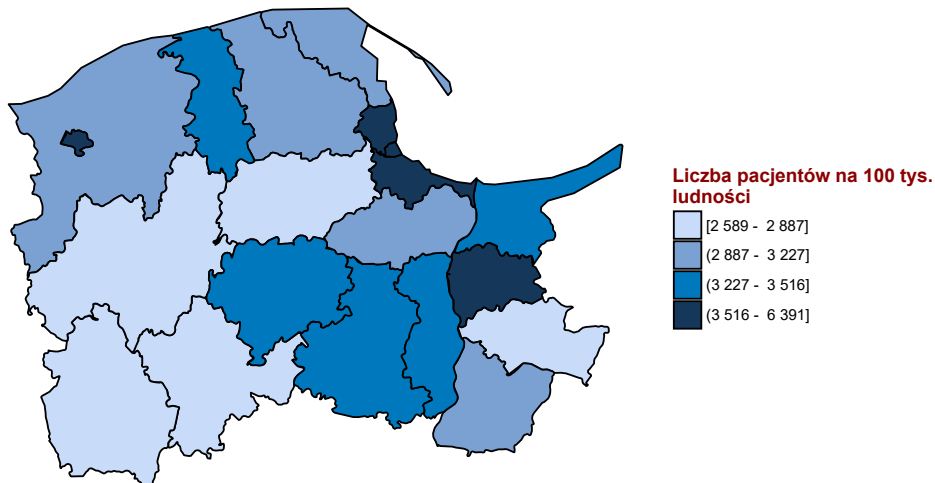 Liczba pacjentów na 100 tys.
ludności
[2 589 - 2 887]
(2 887 - 3 227]
(3 227 - 3 516]
(3 516 - 6 391]